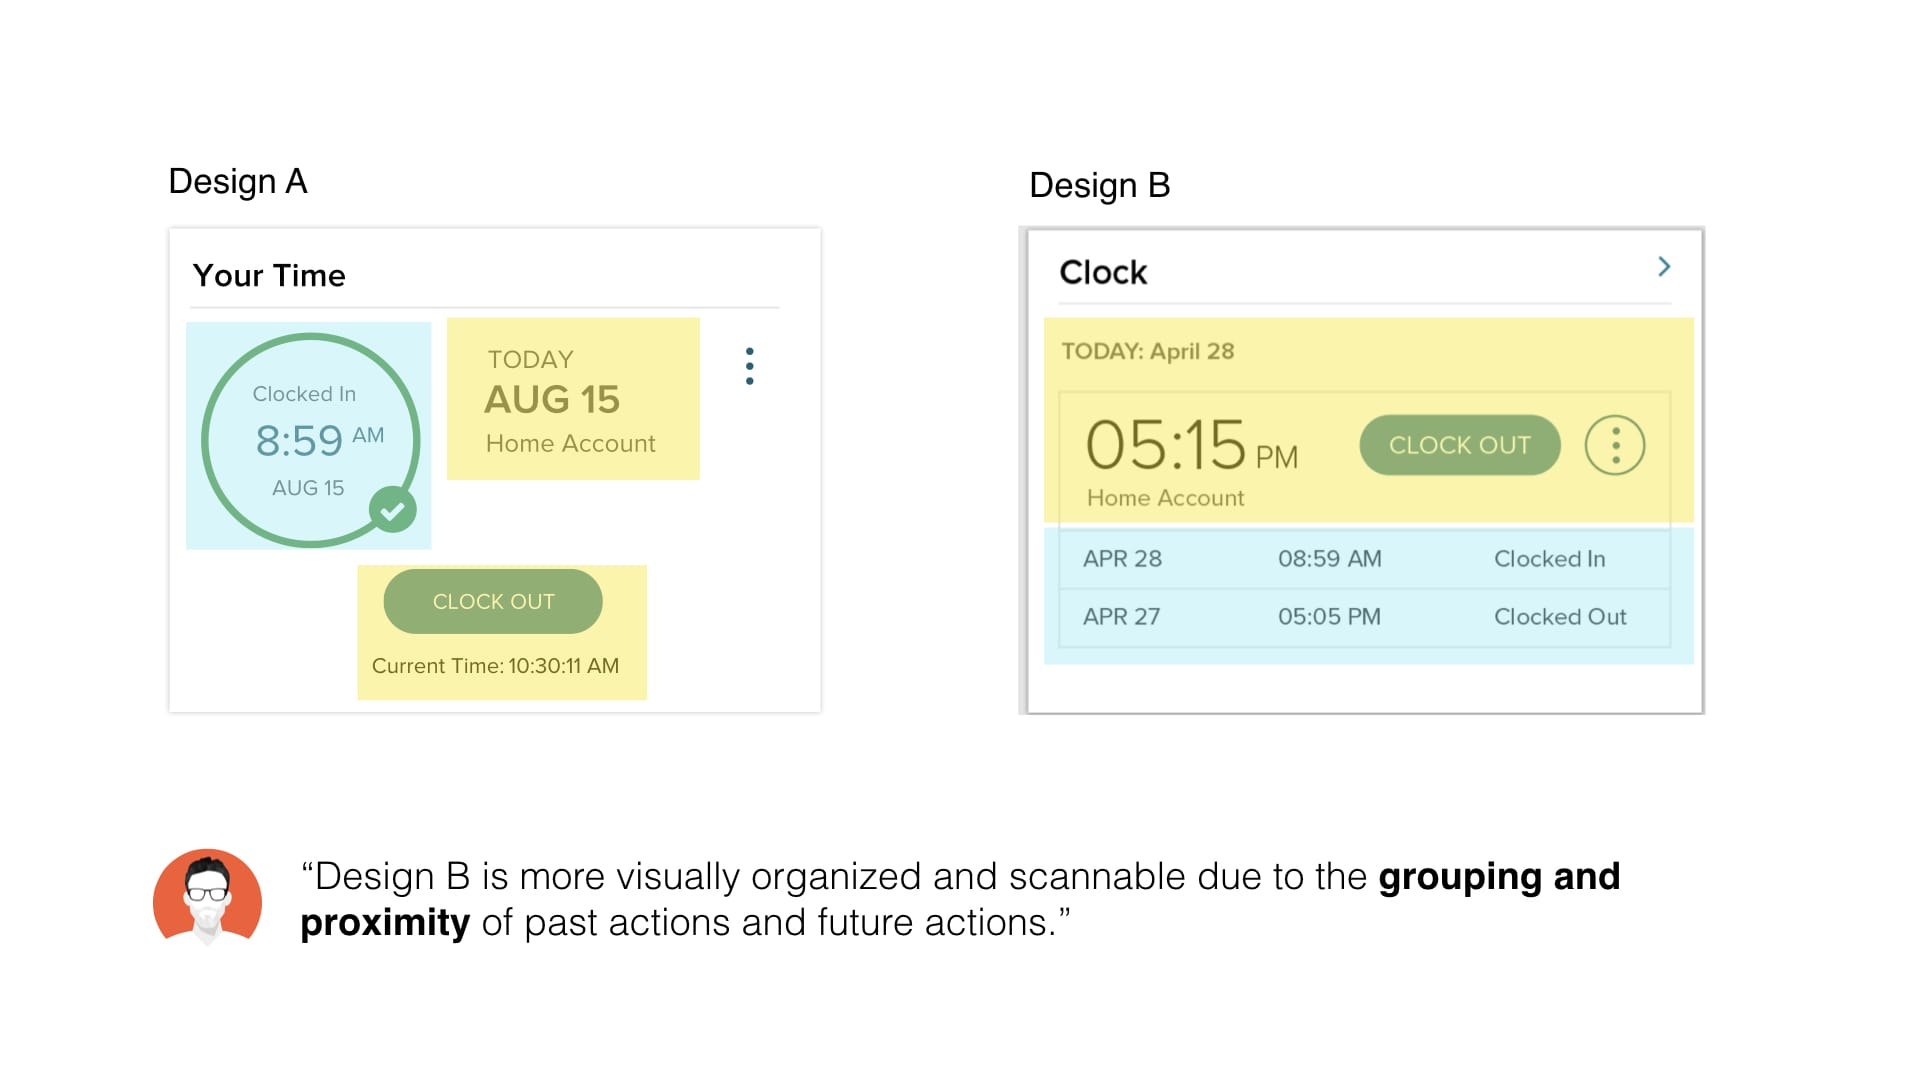 Design A
Your Time
Clocked In
8:59 AM
AUG 15
TODAY
AUG 15
Home Account
CLOCK OUT
Current Time: 10:30:11 AM
Design B
Clock
TODAY: April 28
05:15 PM
Home Account
CLOCK OUT
APR 28 08:59 AM Clocked In
APR 27 05:05 PM Clocked Out
“Design B is more visually organized and scannable due to the grouping and
proximity of past actions and future actions.”